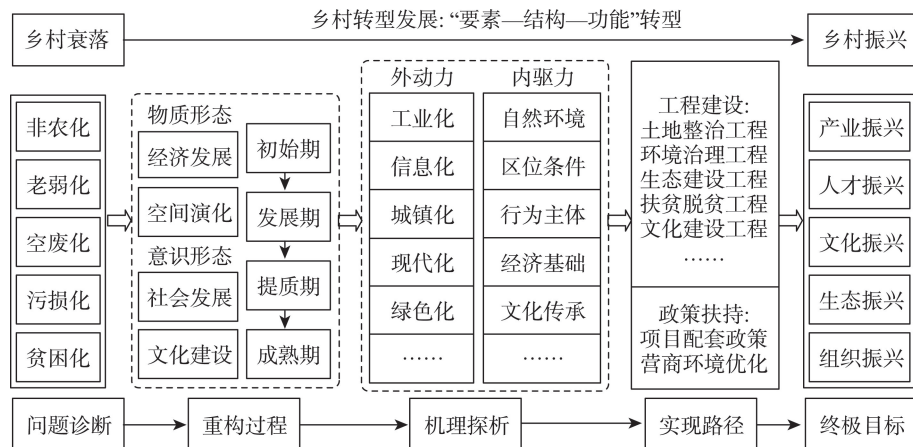 乡村转型发展: “要素—结构—功能”转型
乡村衰落
乡村振兴
非农化
老弱化
空废化
污损化
贫困化
物质形态
经济发展
空间演化
意识形态
社会发展
文化建设
初始期
发展期
提质期
成熟期
外动力
工业化
信息化
城镇化
现代化
绿色化
……
内驱力
自然环境
区位条件
行为主体
经济基础
文化传承
……
工程建设:
土地整治工程
环境治理工程
生态建设工程
扶贫脱贫工程
文化建设工程
……
政策扶持:
项目配套政策
营商环境优化
产业振兴
人才振兴
文化振兴
生态振兴
组织振兴
问题诊断
重构过程
机理探析
实现路径
终极目标